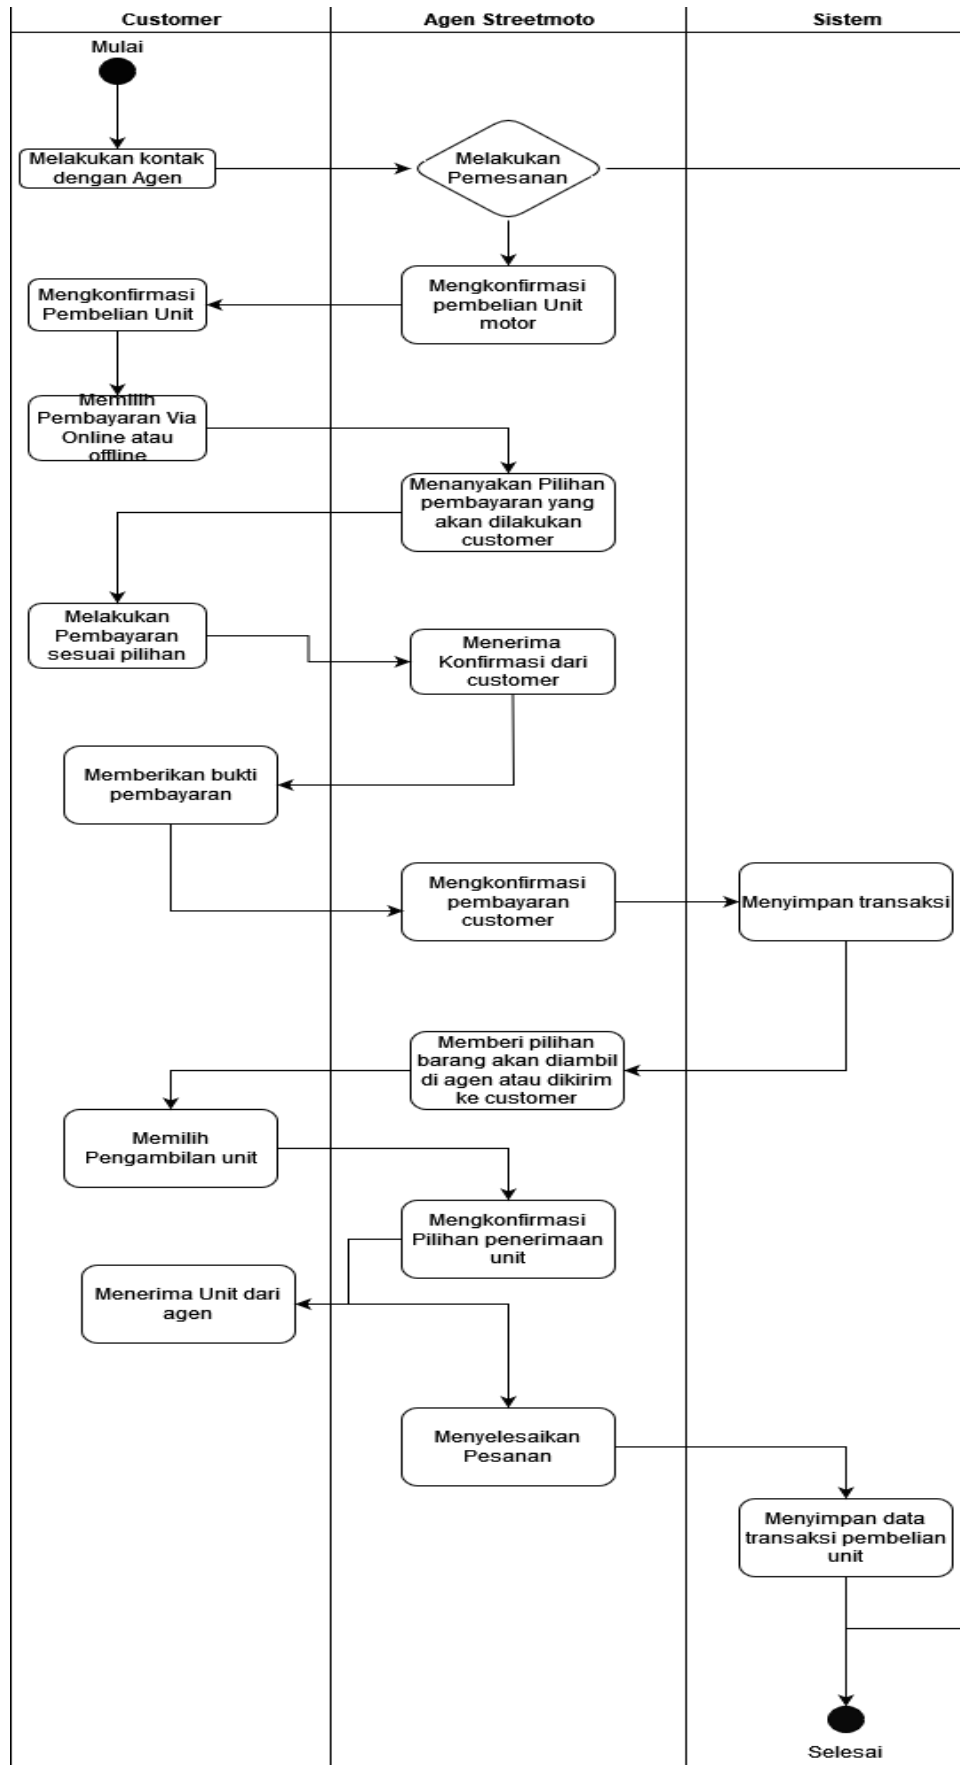 Customer
Agen Streetmoto
Sistem
Mulai
Melakukan kontak
dengan Agen
Melakukan
Pemesanan
Mengkonfirmasi
pembelian Unit
motor
Mengkonfirmasi
Pembelian Unit
Memilih
Pembayaran Via
Online atau
offline
Menanyakan Pilihan
pembayaran yang
akan dilakukan
customer
Melakukan
Pembayaran
sesuai pilihan
Menerima
Konfirmasi dari
customer
Memberikan bukti
pembayaran
Mengkonfirmasi
pembayaran
customer
Menyimpan transaksi
Memberi pilihan
barang akan diambil
di agen atau dikirim
ke customer
Memilih
Pengambilan unit
Mengkonfirmasi
Pilihan penerimaan
unit
Menerima Unit dari
agen
Menyelesaikan
Pesanan
Menyimpan data
transaksi pembelian
unit
Selesai